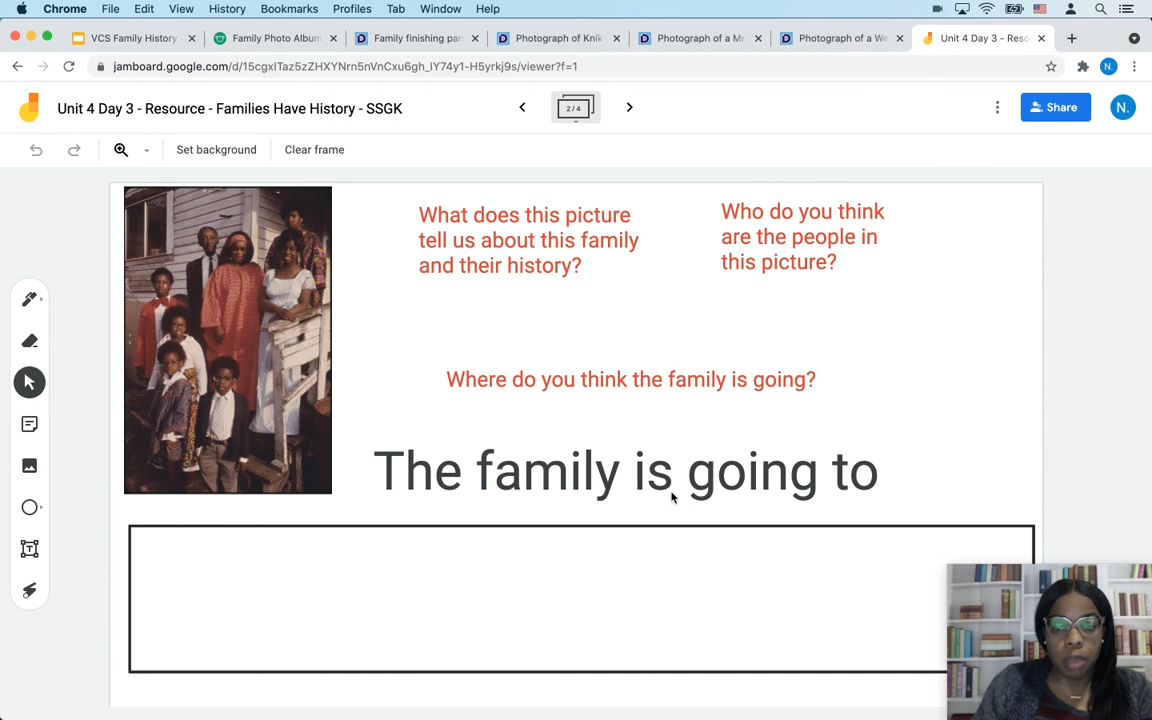 Chrome File Edit View History Bookmarks Profiles Tab Window Help
VCS Family History
Family Photo Album
Family finishing pan
Photograph of Knik
Photograph of a Mr.
Photograph of a We
Unit 4 Day 3 - Reso
jamboard.google.com/d/15cgxlTaz5zZHXYNrn5nVnCxu6gh_lY74y1-H5yrkj9s/viewer?f=1
N.
Unit 4 Day 3 - Resource - Families Have History - SSGK
2/4
Share
N.
Set background
Clear frame
What does this picture
tell us about this family
and their history?
Who do you think
are the people in
this picture?
Where do you think the family is going?
The family is going to